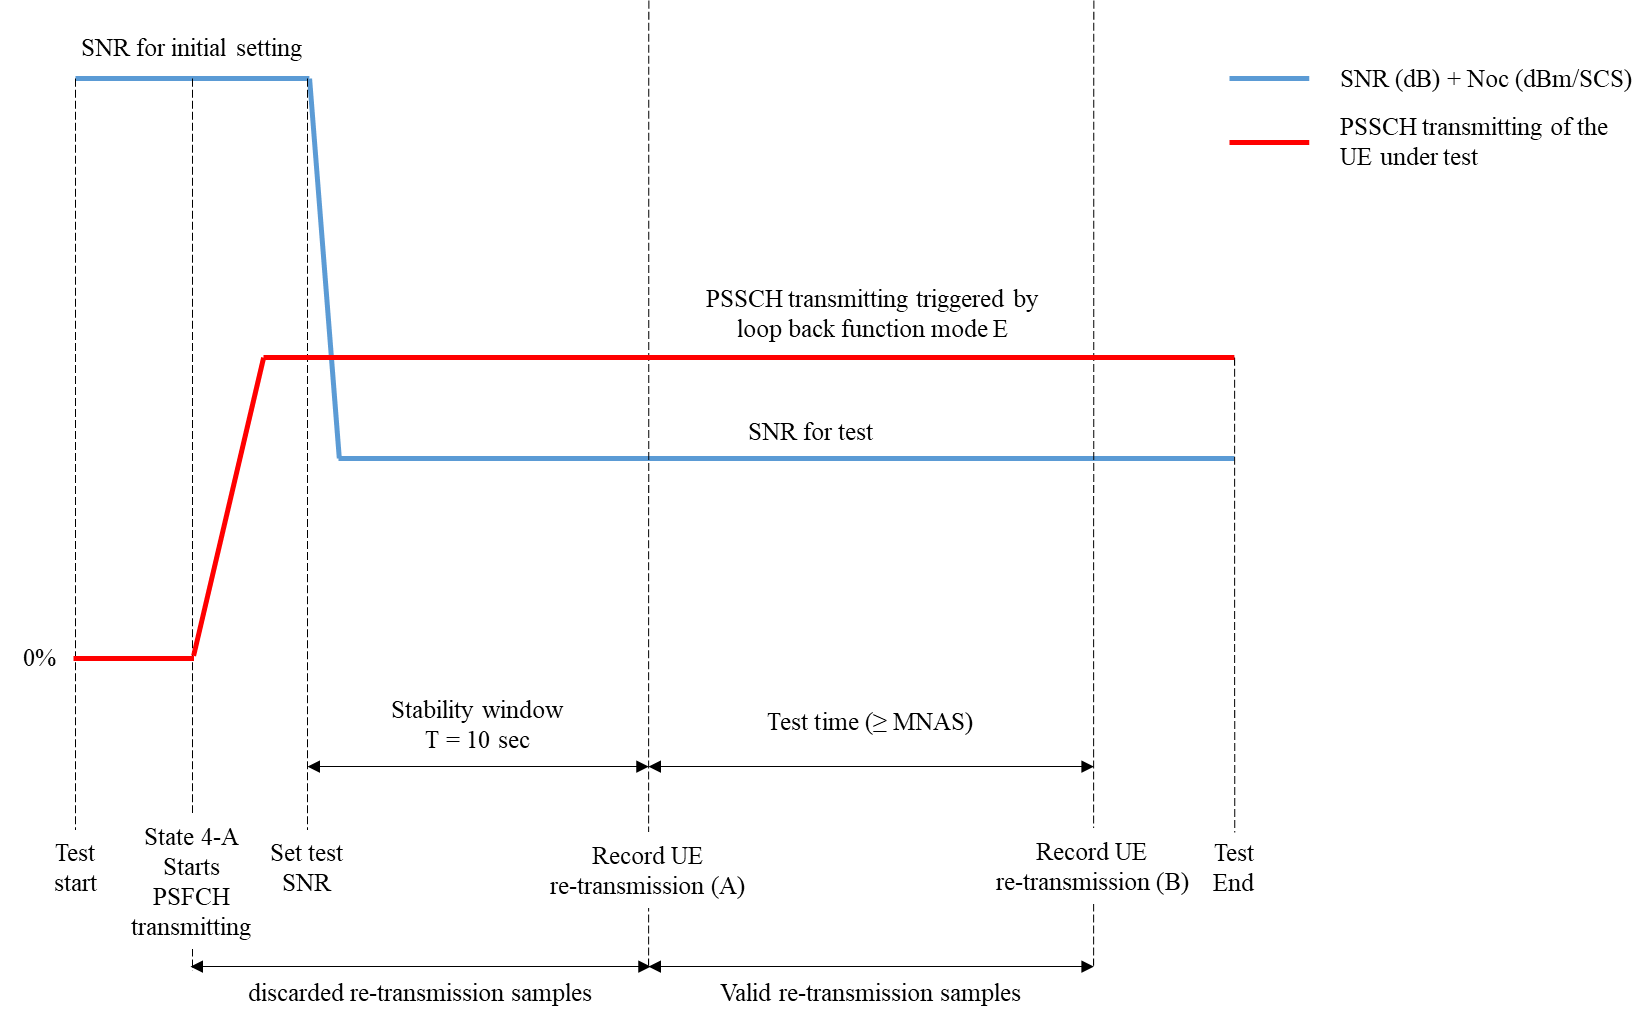 SNR for initial setting
SNR (dB) + Noc (dBm/SCS)
PSSCH transmitting of the
UE under test
PSSCH transmitting triggered by
loop back function mode E
SNR for test
0%
Stability window
T = 10 sec
Test time (≥ MNAS)
Test
start
State 4-A
Starts
PSFCH
transmitting
Set test
SNR
Record UE
re-transmission (A)
Record UE
re-transmission (B)
Test
End
discarded re-transmission samples
Valid re-transmission samples